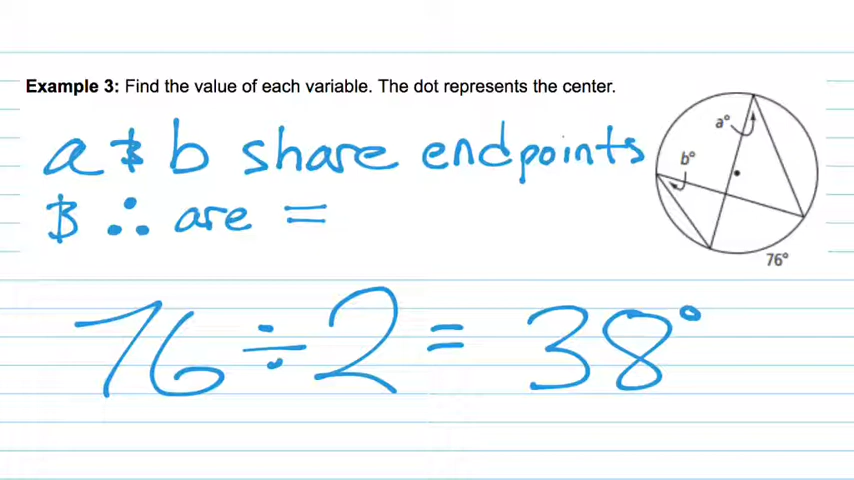 Example 3: Find the value of each variable. The dot represents the center.
a & b share endpoints
& ∴ are =
76 ÷ 2 = 38°
a°
b°
76°